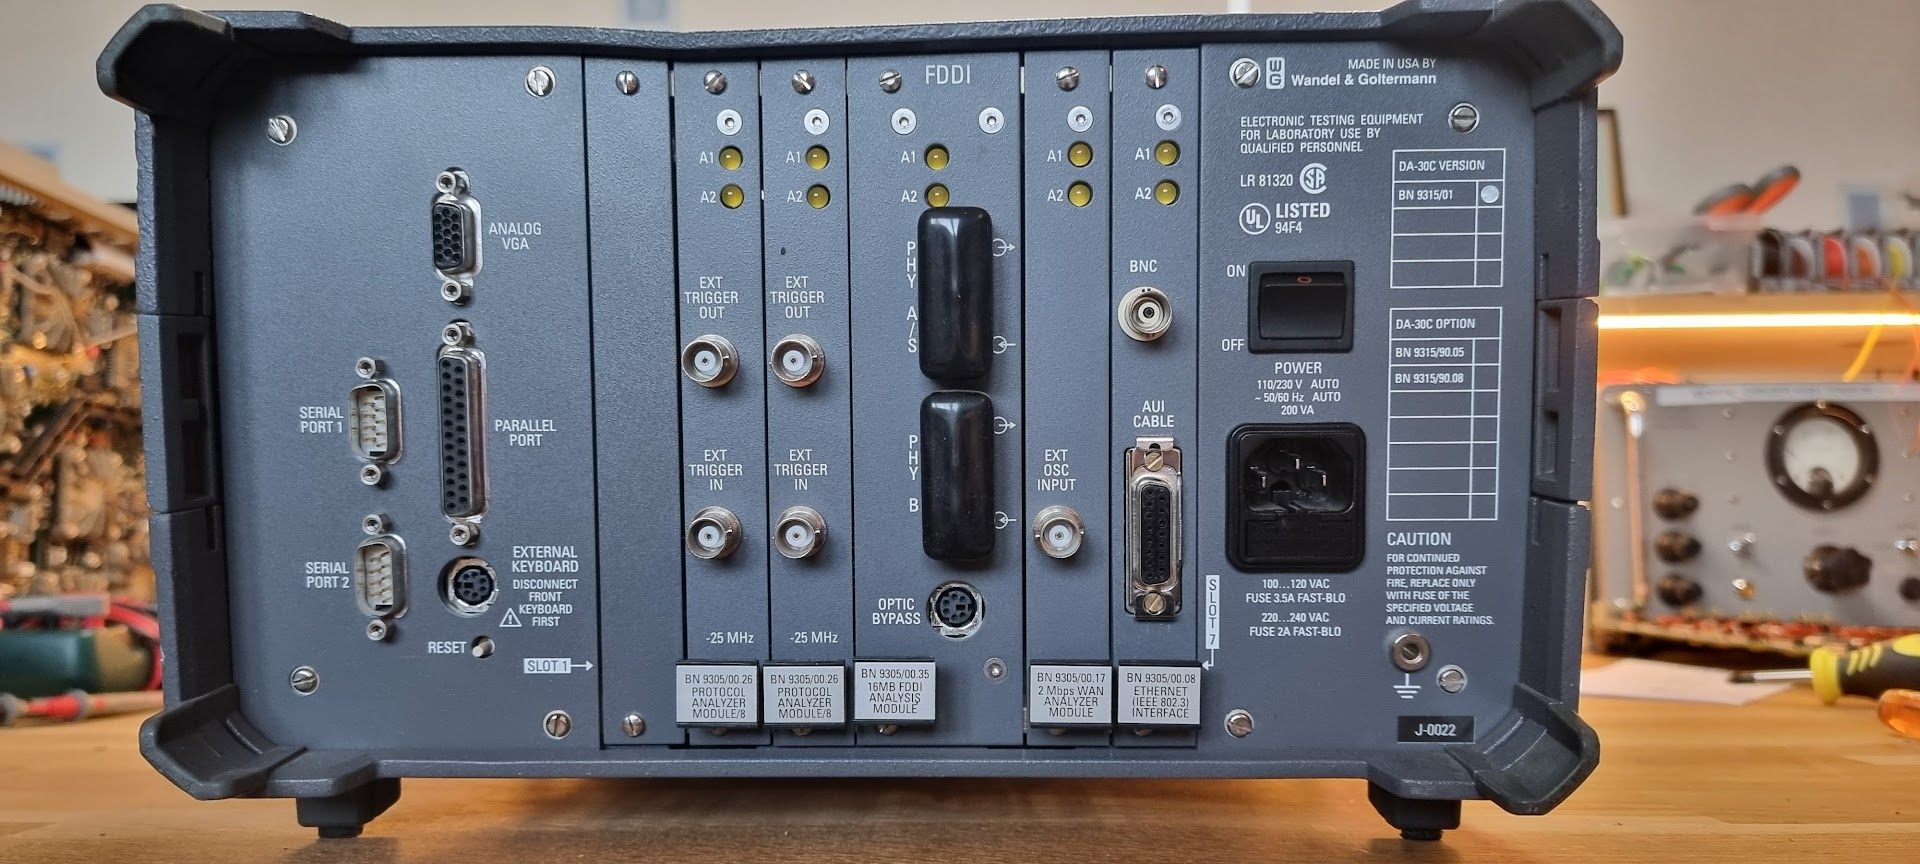 ANALOG
VGA
SERIAL
PORT 1
PARALLEL
PORT
SERIAL
PORT 2
EXTERNAL
KEYBOARD
DISCONNECT
FRONT
KEYBOARD
FIRST
RESET
SLOT 1
A1
A2
EXT
TRIGGER
OUT
EXT
TRIGGER
IN
-25 MHz
BN 9305/00.26
PROTOCOL
ANALYZER
MODULE/8
A1
A2
EXT
TRIGGER
OUT
EXT
TRIGGER
IN
-25 MHz
BN 9305/00.26
PROTOCOL
ANALYZER
MODULE/8
FDDI
A1
A2
PHY A/S
PHY B
OPTIC
BYPASS
BN 9305/00.35
16MB FDDI
ANALYSIS
MODULE
A1
A2
EXT
OSC
INPUT
BN 9305/00.17
2 Mbps WAN
ANALYZER
MODULE
A1
A2
BNC
AUI
CABLE
BN 9305/00.08
ETHERNET
(IEEE 802.3)
INTERFACE
SLOT 7
WG
MADE IN USA BY
Wandel & Goltermann
ELECTRONIC TESTING EQUIPMENT
FOR LABORATORY USE BY
QUALIFIED PERSONNEL
LR 81320 SA
UL LISTED
94F4
ON
OFF
POWER
110/230 V AUTO
~ 50/60 Hz AUTO
200 VA
100...120 VAC
FUSE 3.5A FAST-BLO
220...240 VAC
FUSE 2A FAST-BLO
DA-30C VERSION
BN 9315/01
DA-30C OPTION
BN 9315/90.05
BN 9315/90.08
CAUTION
FOR CONTINUED
PROTECTION AGAINST
FIRE, REPLACE ONLY
WITH FUSE OF THE
SPECIFIED VOLTAGE
AND CURRENT RATINGS.
J-0022